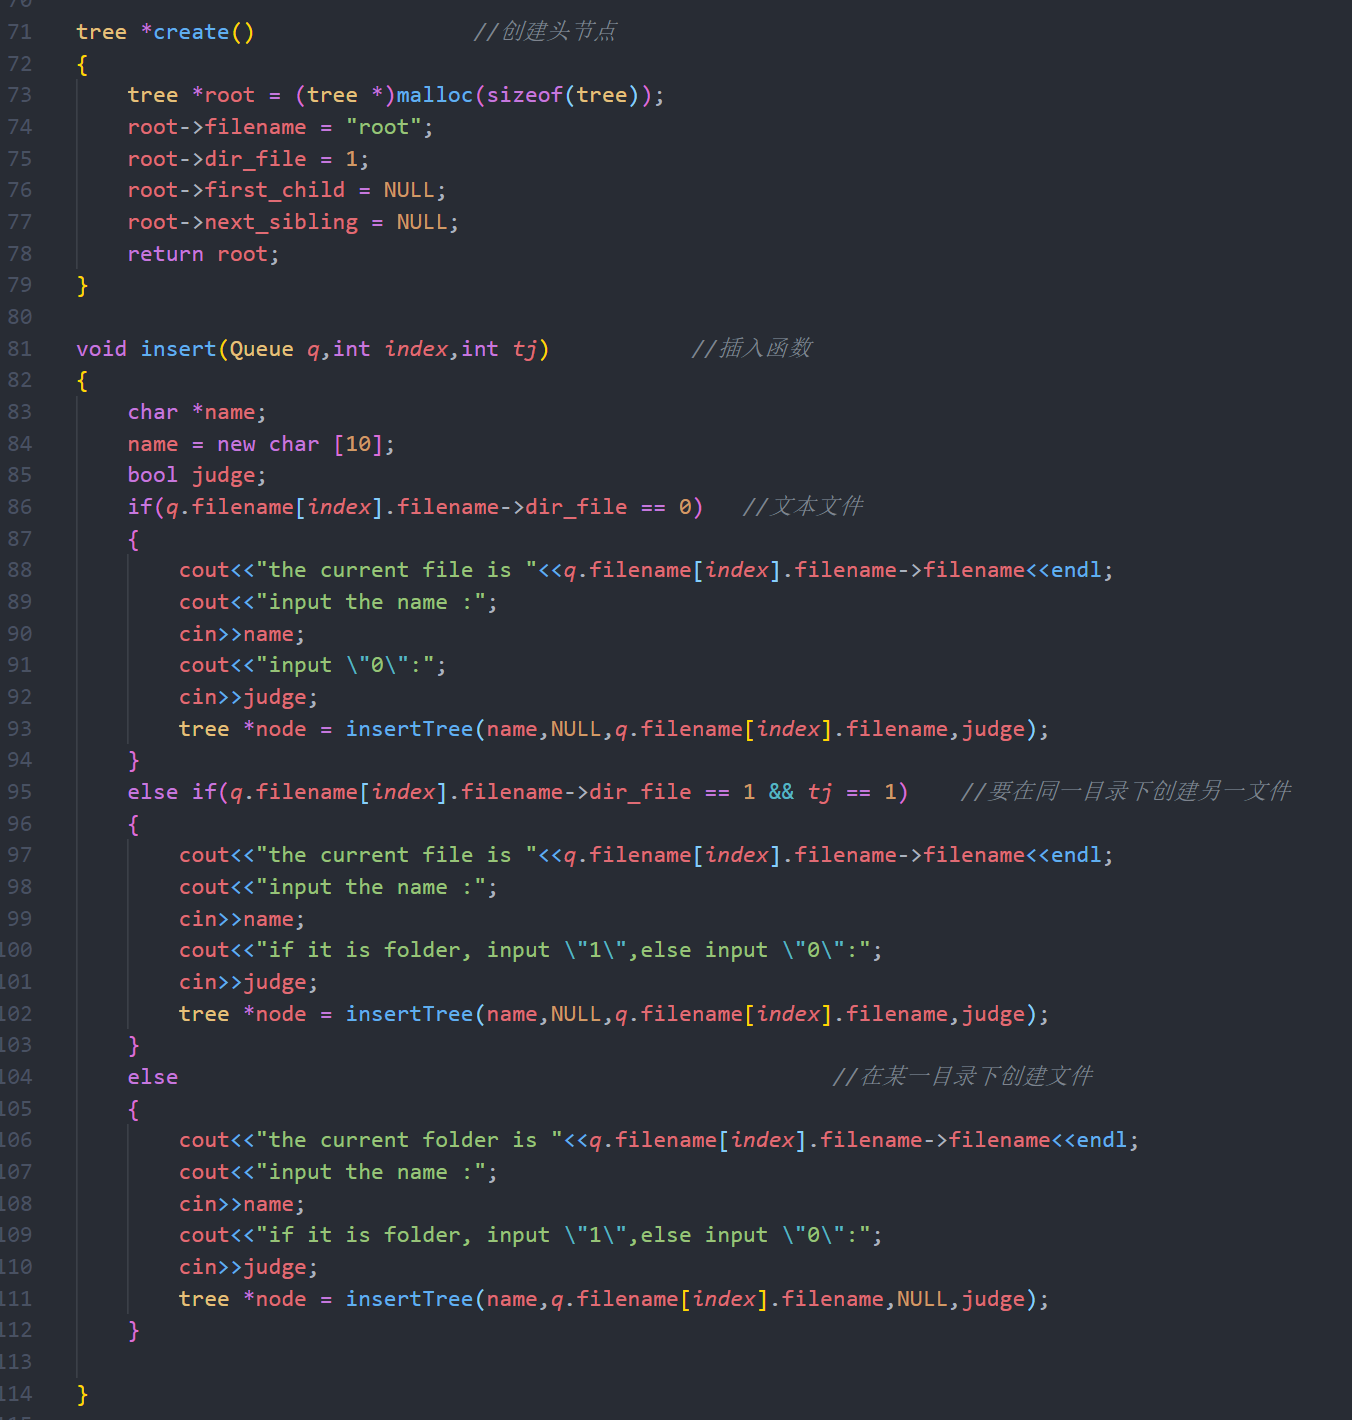 71 tree *create() //创建头节点
72 {
73 tree *root = (tree *)malloc(sizeof(tree));
74 root->filename = "root";
75 root->dir_file = 1;
76 root->first_child = NULL;
77 root->next_sibling = NULL;
78 return root;
79 }
80
81 void insert(Queue q,int index,int tj) //插入函数
82 {
83 char *name;
84 name = new char [10];
85 bool judge;
86 if(q.filename[index].filename->dir_file == 0) //文本文件
87 {
88 cout<<"the current file is "<<q.filename[index].filename->filename<<endl;
89 cout<<"input the name :";
90 cin>>name;
91 cout<<"input \"0\":";
92 cin>>judge;
93 tree *node = insertTree(name,NULL,q.filename[index].filename,judge);
94 }
95 else if(q.filename[index].filename->dir_file == 1 && tj == 1) //要在同一目录下创建另一文件
96 {
97 cout<<"the current file is "<<q.filename[index].filename->filename<<endl;
98 cout<<"input the name :";
99 cin>>name;
100 cout<<"if it is folder, input \"1\",else input \"0\":";
101 cin>>judge;
102 tree *node = insertTree(name,NULL,q.filename[index].filename,judge);
103 }
104 else //在某一目录下创建文件
105 {
106 cout<<"the current folder is "<<q.filename[index].filename->filename<<endl;
107 cout<<"input the name :";
108 cin>>name;
109 cout<<"if it is folder, input \"1\",else input \"0\":";
110 cin>>judge;
111 tree *node = insertTree(name,q.filename[index].filename,NULL,judge);
112 }
113
114 }